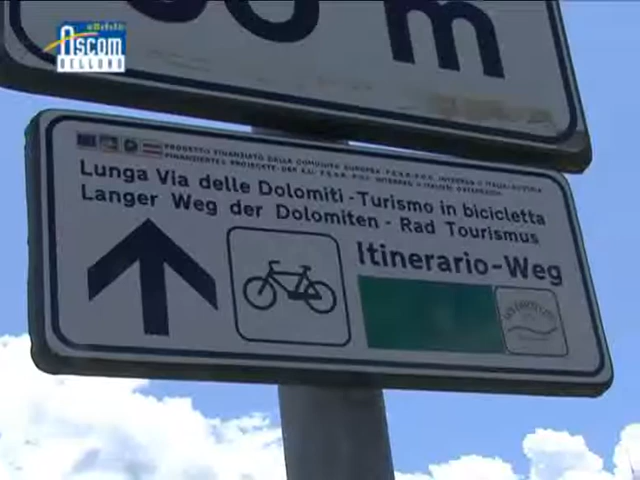 Ascom
BELLUNO
km
PROGETTO FINANZIATO DALLA COMUNITÀ EUROPEA
Lunga Via delle Dolomiti - Turismo in bicicletta
Langer Weg der Dolomiten - Rad Tourismus
Itinerario-Weg